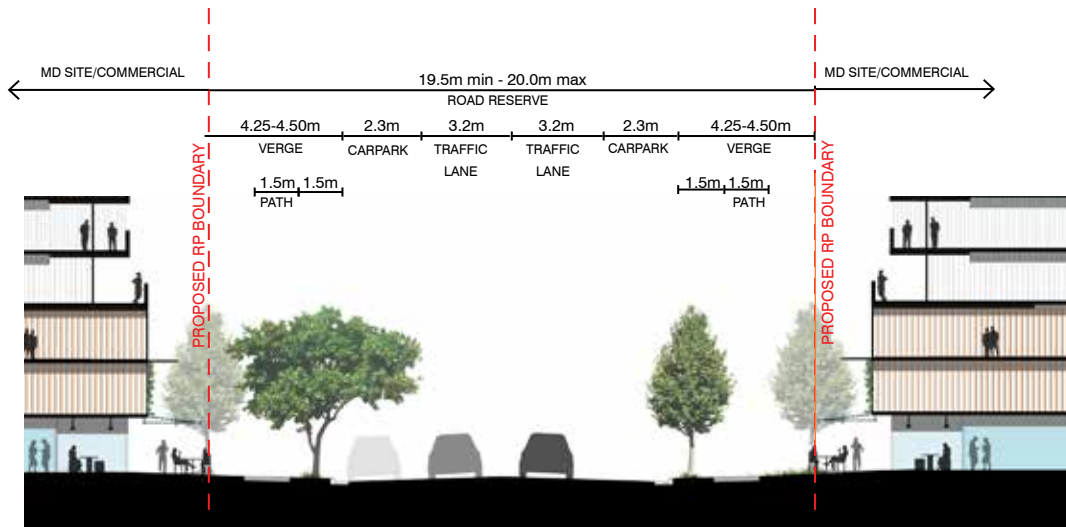 MD SITE/COMMERCIAL
19.5m min - 20.0m max
MD SITE/COMMERCIAL
ROAD RESERVE
4.25-4.50m
2.3m
3.2m
3.2m
2.3m
4.25-4.50m
VERGE
CARPARK
TRAFFIC
LANE
TRAFFIC
LANE
CARPARK
VERGE
1.5m
1.5m
PATH
1.5m
1.5m
PATH
PROPOSED RP BOUNDARY
PROPOSED RP BOUNDARY